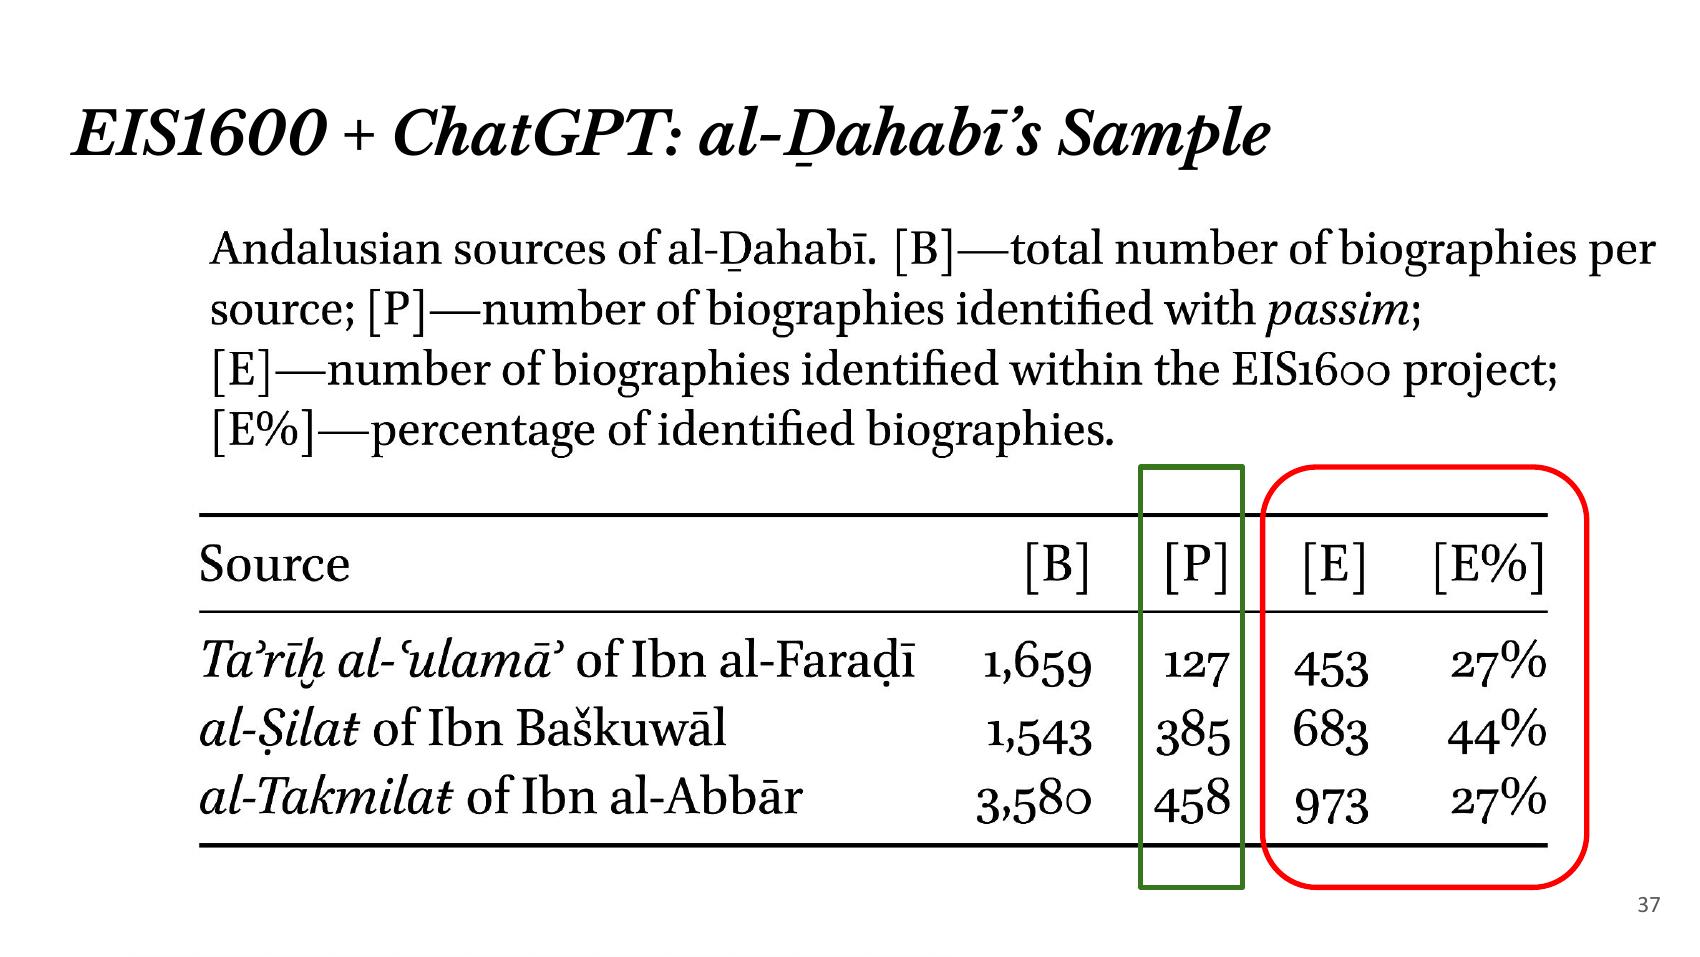 EIS1600 + ChatGPT: al-Ḏahabī’s Sample
Andalusian sources of al-Ḏahabī. [B]—total number of biographies per
source; [P]—number of biographies identified with passim;
[E]—number of biographies identified within the EIS1600 project;
[E%]—percentage of identified biographies.
Source [B] [P] [E] [E%]
Taʾrīḫ al-ʿulamāʾ of Ibn al-Faraḍī 1,659 127 453 27%
al-Ṣilaŧ of Ibn Baškuwāl 1,543 385 683 44%
al-Takmilaŧ of Ibn al-Abbār 3,580 458 973 27%
37